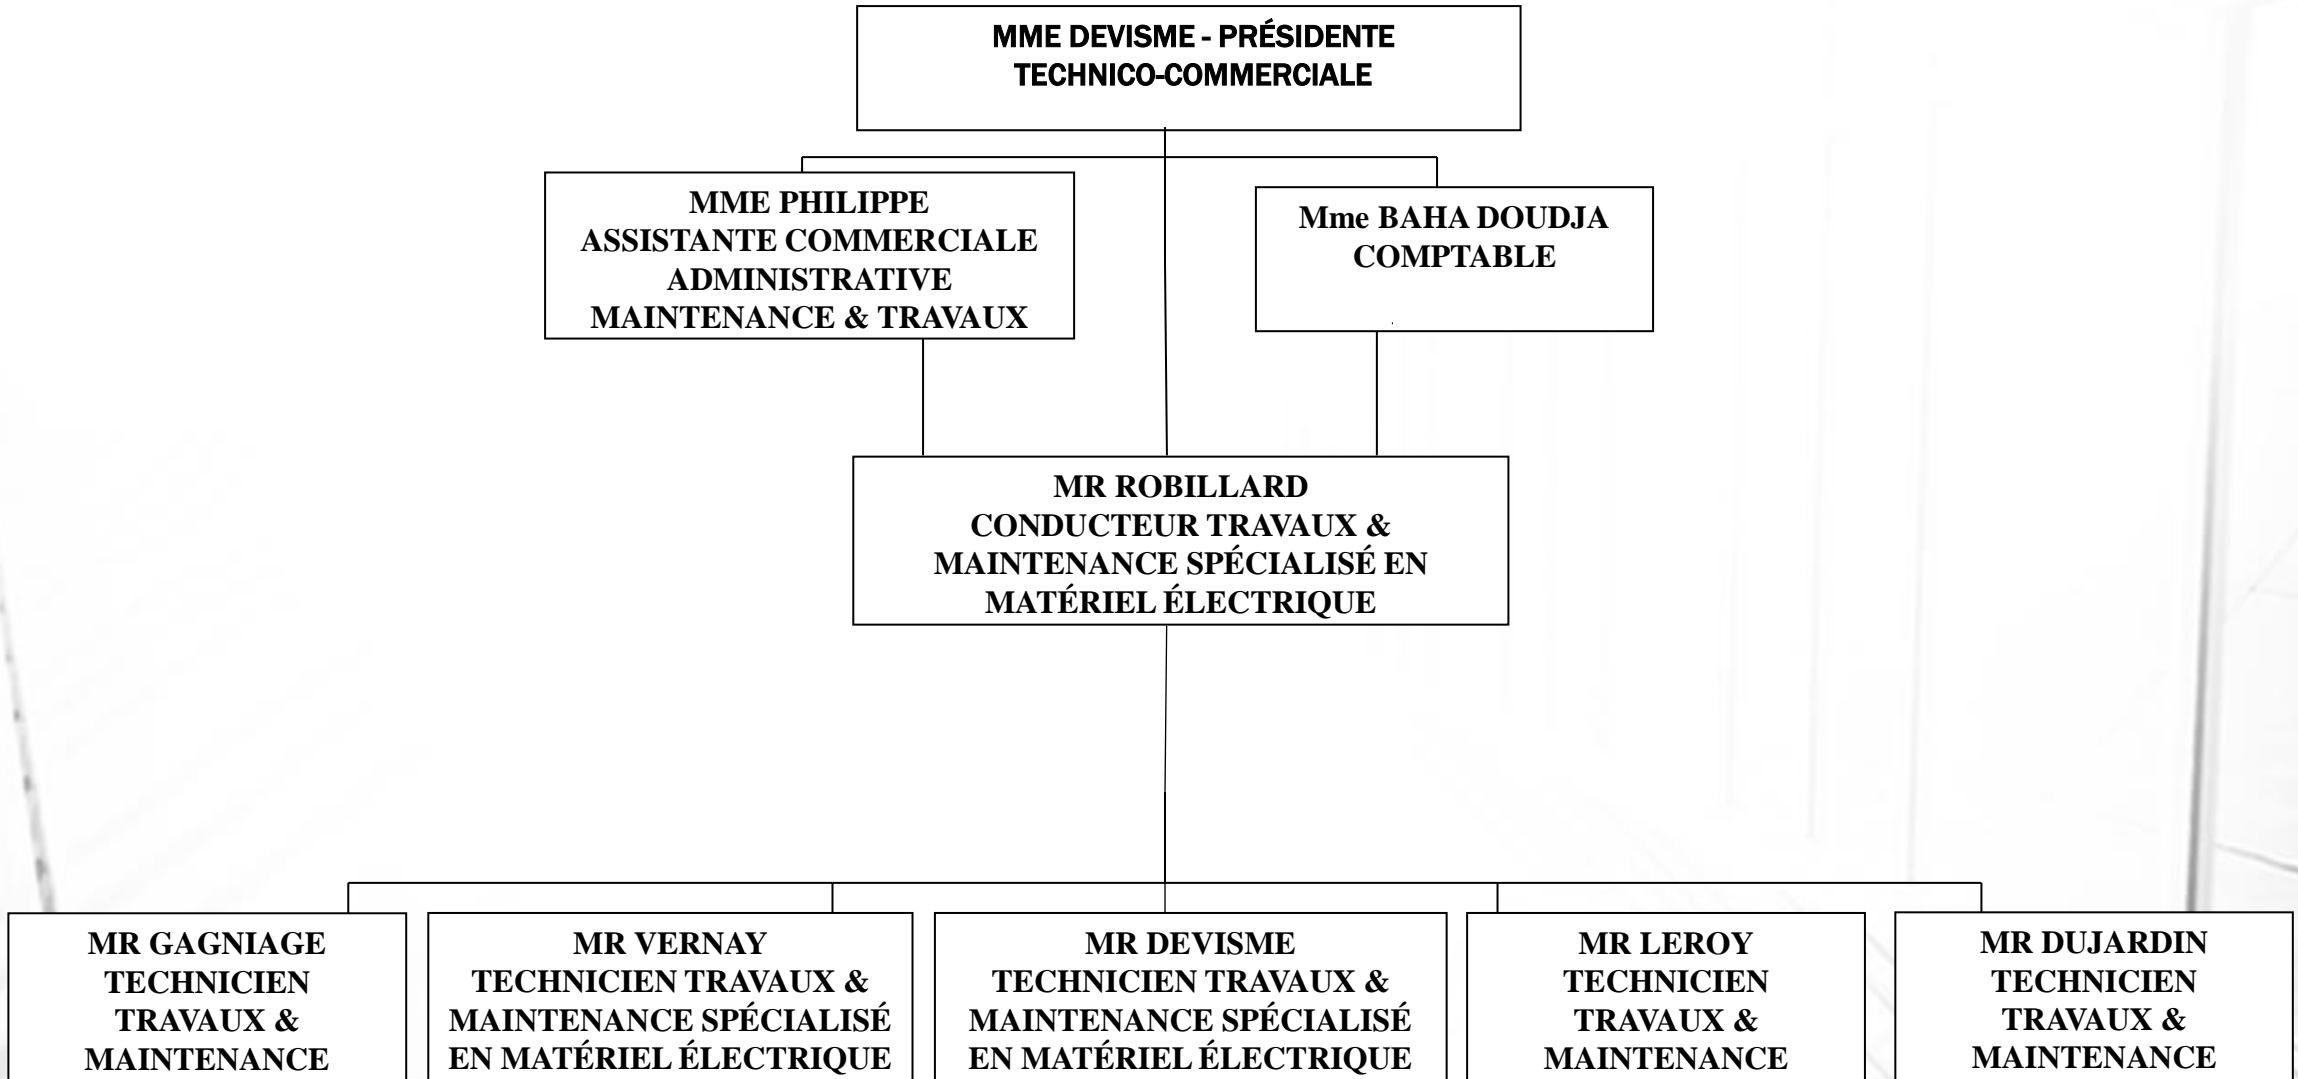 MME DEVISME - PRÉSIDENTE
TECHNICO-COMMERCIALE
MME PHILIPPE
ASSISTANTE COMMERCIALE
ADMINISTRATIVE
MAINTENANCE & TRAVAUX
Mme BAHA DOUDJA
COMPTABLE
MR ROBILLARD
CONDUCTEUR TRAVAUX &
MAINTENANCE SPÉCIALISÉ EN
MATÉRIEL ÉLECTRIQUE
MR GAGNIAGE
TECHNICIEN
TRAVAUX &
MAINTENANCE
MR VERNAY
TECHNICIEN TRAVAUX &
MAINTENANCE SPÉCIALISÉ
EN MATÉRIEL ÉLECTRIQUE
MR DEVISME
TECHNICIEN TRAVAUX &
MAINTENANCE SPÉCIALISÉ
EN MATÉRIEL ÉLECTRIQUE
MR LEROY
TECHNICIEN
TRAVAUX &
MAINTENANCE
MR DUJARDIN
TECHNICIEN
TRAVAUX &
MAINTENANCE